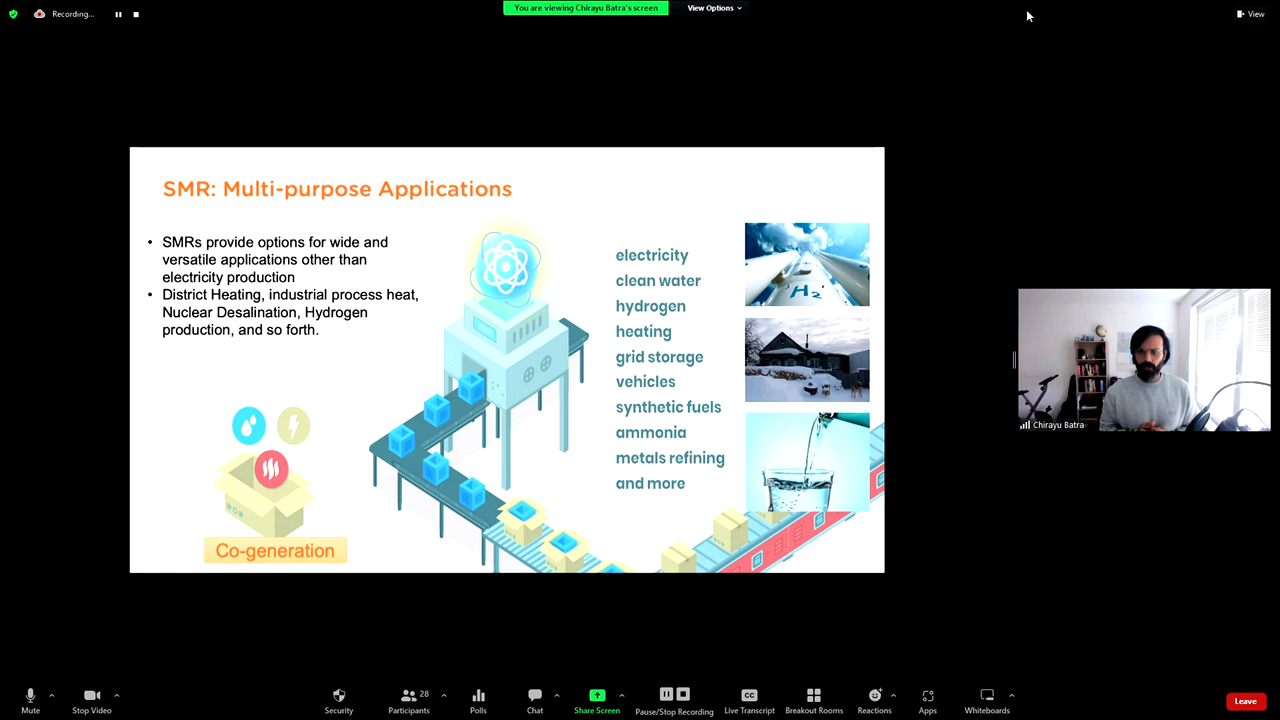 Recording...
You are viewing Chirayu Batra's screen
View Options
View
SMR: Multi-purpose Applications
• SMRs provide options for wide and
versatile applications other than
electricity production
• District Heating, industrial process heat,
Nuclear Desalination, Hydrogen
production, and so forth.
electricity
clean water
hydrogen
heating
grid storage
vehicles
synthetic fuels
ammonia
metals refining
and more
H2
Co-generation
Chirayu Batra
Mute
Stop Video
Security
28
Participants
Polls
Chat
Share Screen
Pause/Stop Recording
CC
Live Transcript
Breakout Rooms
Reactions
Apps
Whiteboards
Leave